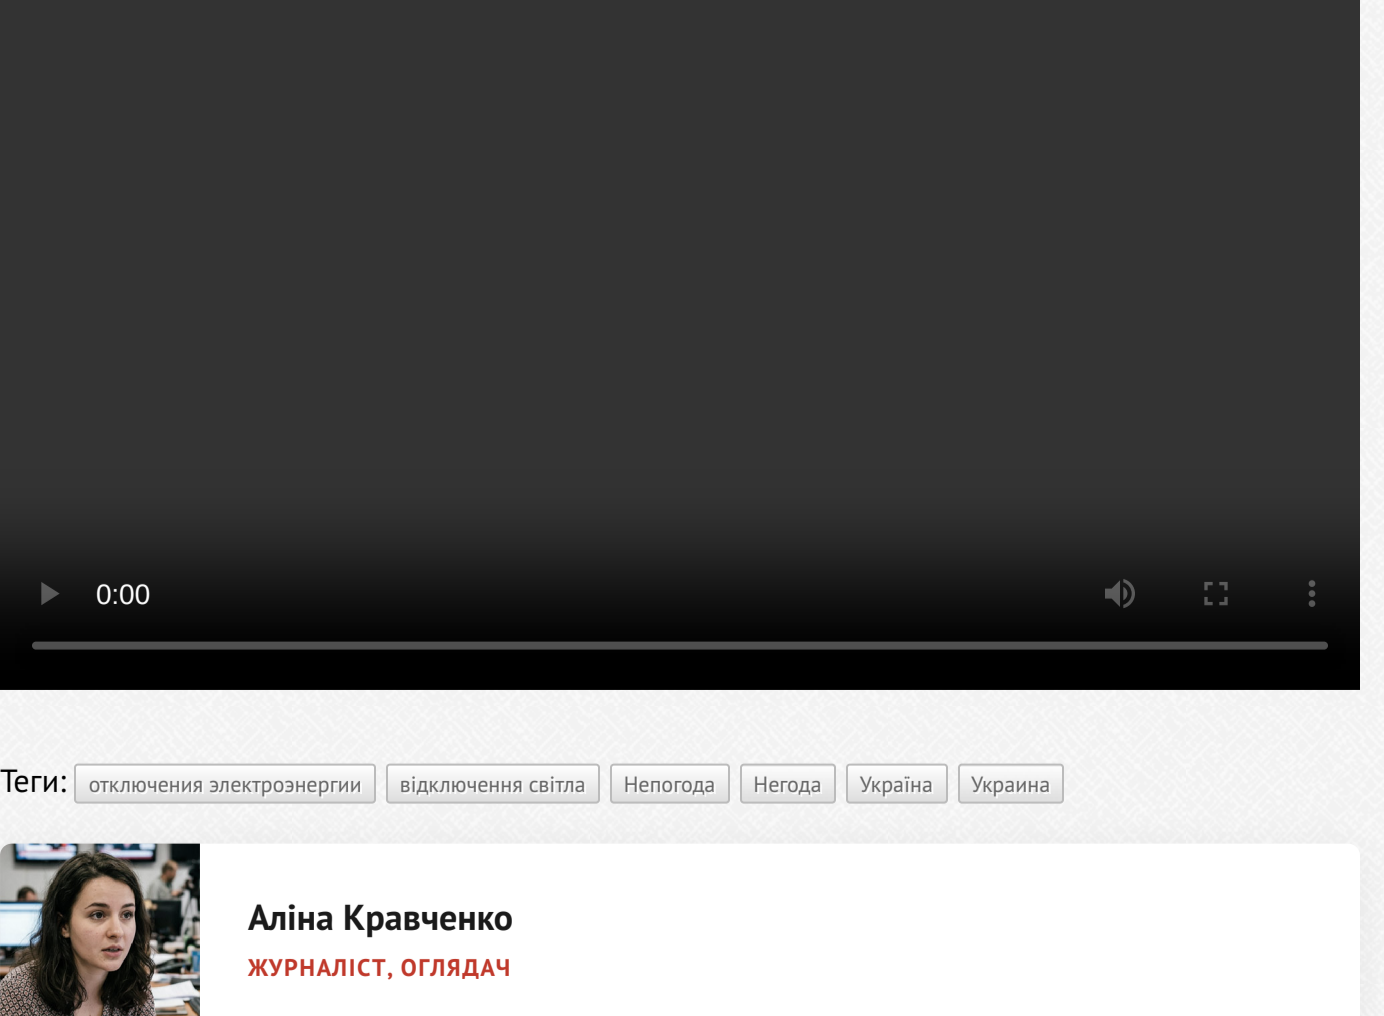 0:00
Теги: отключения электроэнергии відключення світла Непогода Негода Україна Украина
Аліна Кравченко
ЖУРНАЛІСТ, ОГЛЯДАЧ